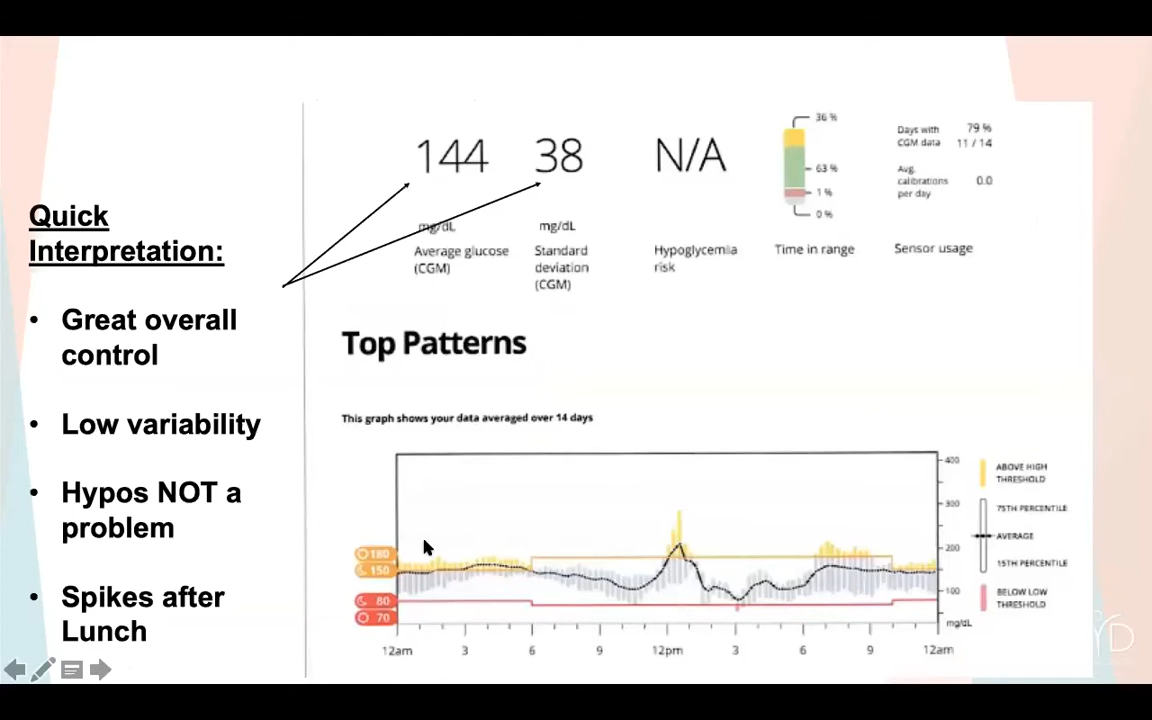 Quick
Interpretation:
• Great overall
control
• Low variability
• Hypos NOT a
problem
• Spikes after
Lunch
144
38
N/A
36 %
63 %
1 %
0 %
Days with
CGM data
79 %
11 / 14
Avg.
calibrations
per day
0.0
mg/dL
mg/dL
Average glucose
(CGM)
Standard
deviation
(CGM)
Hypoglycemia
risk
Time in range
Sensor usage
Top Patterns
This graph shows your data averaged over 14 days
180
150
80
70
400
300
200
100
mg/dL
12am 3 6 9 12pm 3 6 9 12am
ABOVE HIGH
THRESHOLD
75TH PERCENTILE
AVERAGE
15TH PERCENTILE
BELOW LOW
THRESHOLD